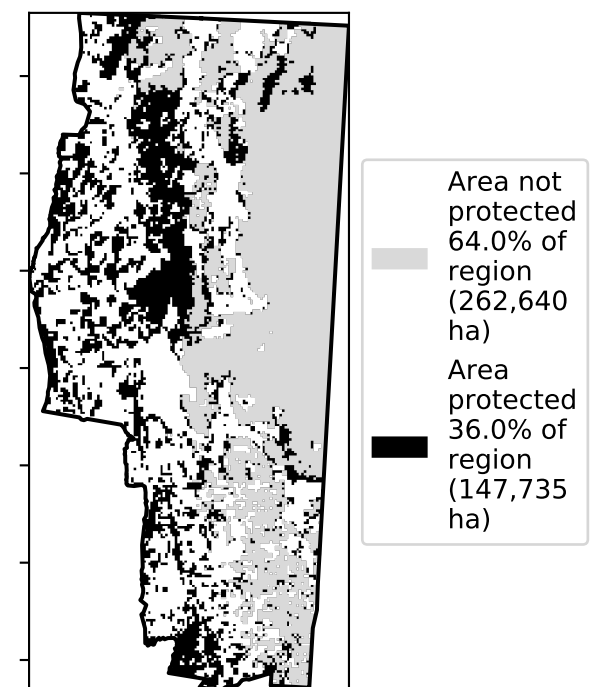 Area not
protected
64.0% of
region
(262,640
ha)
Area
protected
36.0% of
region
(147,735
ha)